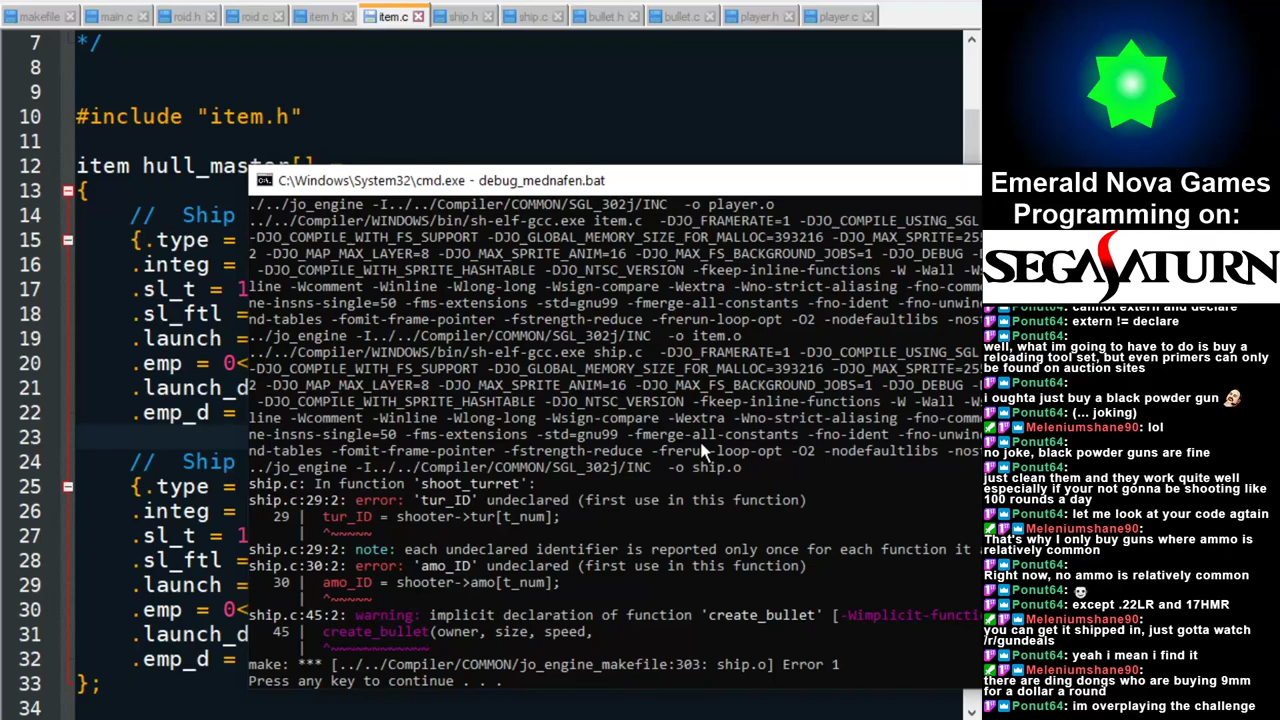 makefile main.c roid.h roid.c item.h item.c ship.h ship.c bullet.h bullet.c player.h player.c
7 */
8
9
10 #include "item.h"
11
12 item hull_master[] =
13 {
14 // Ship
15 {.type =
16 .integ =
17 .sl_t = 1
18 .sl_ftl =
19 .launch =
20 .emp = 0<
21 .launch_d
22 .emp_d =
23
24 // Ship
25 {.type =
26 .integ =
27 .sl_t = 1
28 .sl_ftl =
29 .launch =
30 .emp = 0<
31 .launch_d
32 .emp_d =
33 };
34
C:\Windows\System32\cmd.exe - debug_mednafen.bat
./../jo_engine -I../../Compiler/COMMON/SGL_302j/INC -o player.o
../../Compiler/WINDOWS/bin/sh-elf-gcc.exe item.c -DJO_FRAMERATE=1 -DJO_COMPILE_USING_SGL
-DJO_COMPILE_WITH_FS_SUPPORT -DJO_GLOBAL_MEMORY_SIZE_FOR_MALLOC=393216 -DJO_MAX_SPRITE=25
2 -DJO_MAP_MAX_LAYER=8 -DJO_MAX_SPRITE_ANIM=16 -DJO_MAX_FS_BACKGROUND_JOBS=1 -DJO_DEBUG -
DJO_COMPILE_WITH_SPRITE_HASHTABLE -DJO_NTSC_VERSION -fkeep-inline-functions -W -Wall -Ws
line -Wcomment -Winline -Wlong-long -Wsign-compare -Wextra -Wno-strict-aliasing -fno-com
ne-insns-single=50 -fms-extensions -std=gnu99 -fmerge-all-constants -fno-ident -fno-unwin
nd-tables -fomit-frame-pointer -fstrength-reduce -frerun-loop-opt -O2 -nodefaultlibs -nos
../jo_engine -I../../Compiler/COMMON/SGL_302j/INC -o item.o
../../Compiler/WINDOWS/bin/sh-elf-gcc.exe ship.c -DJO_FRAMERATE=1 -DJO_COMPILE_USING_SGL
-DJO_COMPILE_WITH_FS_SUPPORT -DJO_GLOBAL_MEMORY_SIZE_FOR_MALLOC=393216 -DJO_MAX_SPRITE=25
2 -DJO_MAP_MAX_LAYER=8 -DJO_MAX_SPRITE_ANIM=16 -DJO_MAX_FS_BACKGROUND_JOBS=1 -DJO_DEBUG -
DJO_COMPILE_WITH_SPRITE_HASHTABLE -DJO_NTSC_VERSION -fkeep-inline-functions -W -Wall -Ws
line -Wcomment -Winline -Wlong-long -Wsign-compare -Wextra -Wno-strict-aliasing -fno-com
ne-insns-single=50 -fms-extensions -std=gnu99 -fmerge-all-constants -fno-ident -fno-unwin
nd-tables -fomit-frame-pointer -fstrength-reduce -frerun-loop-opt -O2 -nodefaultlibs -nos
../jo_engine -I../../Compiler/COMMON/SGL_302j/INC -o ship.o
ship.c: In function 'shoot_turret':
ship.c:29:2: error: 'tur_ID' undeclared (first use in this function)
29 | tur_ID = shooter->tur[t_num];
| ^~~~~~
ship.c:29:2: note: each undeclared identifier is reported only once for each function it a
ship.c:30:2: error: 'amo_ID' undeclared (first use in this function)
30 | amo_ID = shooter->amo[t_num];
| ^~~~~~
ship.c:45:2: warning: implicit declaration of function 'create_bullet' [-Wimplicit-functi
45 | create_bullet(owner, size, speed,
| ^~~~~~~~~~~~~
make: *** [../../Compiler/COMMON/jo_engine_makefile:303: ship.o] Error 1
Press any key to continue . . .
Emerald Nova Games
Programming on:
SEGA SATURN
cannot extern and declare
Ponut64:
extern != declare
Ponut64:
well, what im going to have to do is buy a
reloading tool set, but even primers can only
be found on auction sites
Ponut64:
i oughta just buy a black powder gun
Ponut64: (... joking)
Meleniumshane90: lol
Ponut64:
no joke, black powder guns are fine
Ponut64:
just clean them and they work quite well
especially if your not gonna be shooting like
100 rounds a day
Ponut64: let me look at your code agtain
Meleniumshane90:
That's why I only buy guns where ammo is
relatively common
Ponut64:
Right now, no ammo is relatively common
Ponut64:
Ponut64: except .22LR and 17HMR
Meleniumshane90:
you can get it shipped in, just gotta watch
/r/gundeals
Ponut64: yeah i mean i find it
Meleniumshane90:
there are ding dongs who are buying 9mm
for a dollar a round
Ponut64: im overplaying the challenge